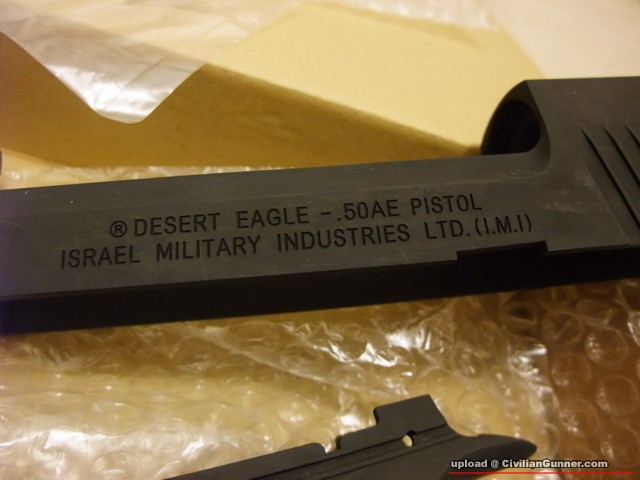 ® DESERT EAGLE - .50AE PISTOL
ISRAEL MILITARY INDUSTRIES LTD.(I.M.I)
upload @ CivilianGunner.com